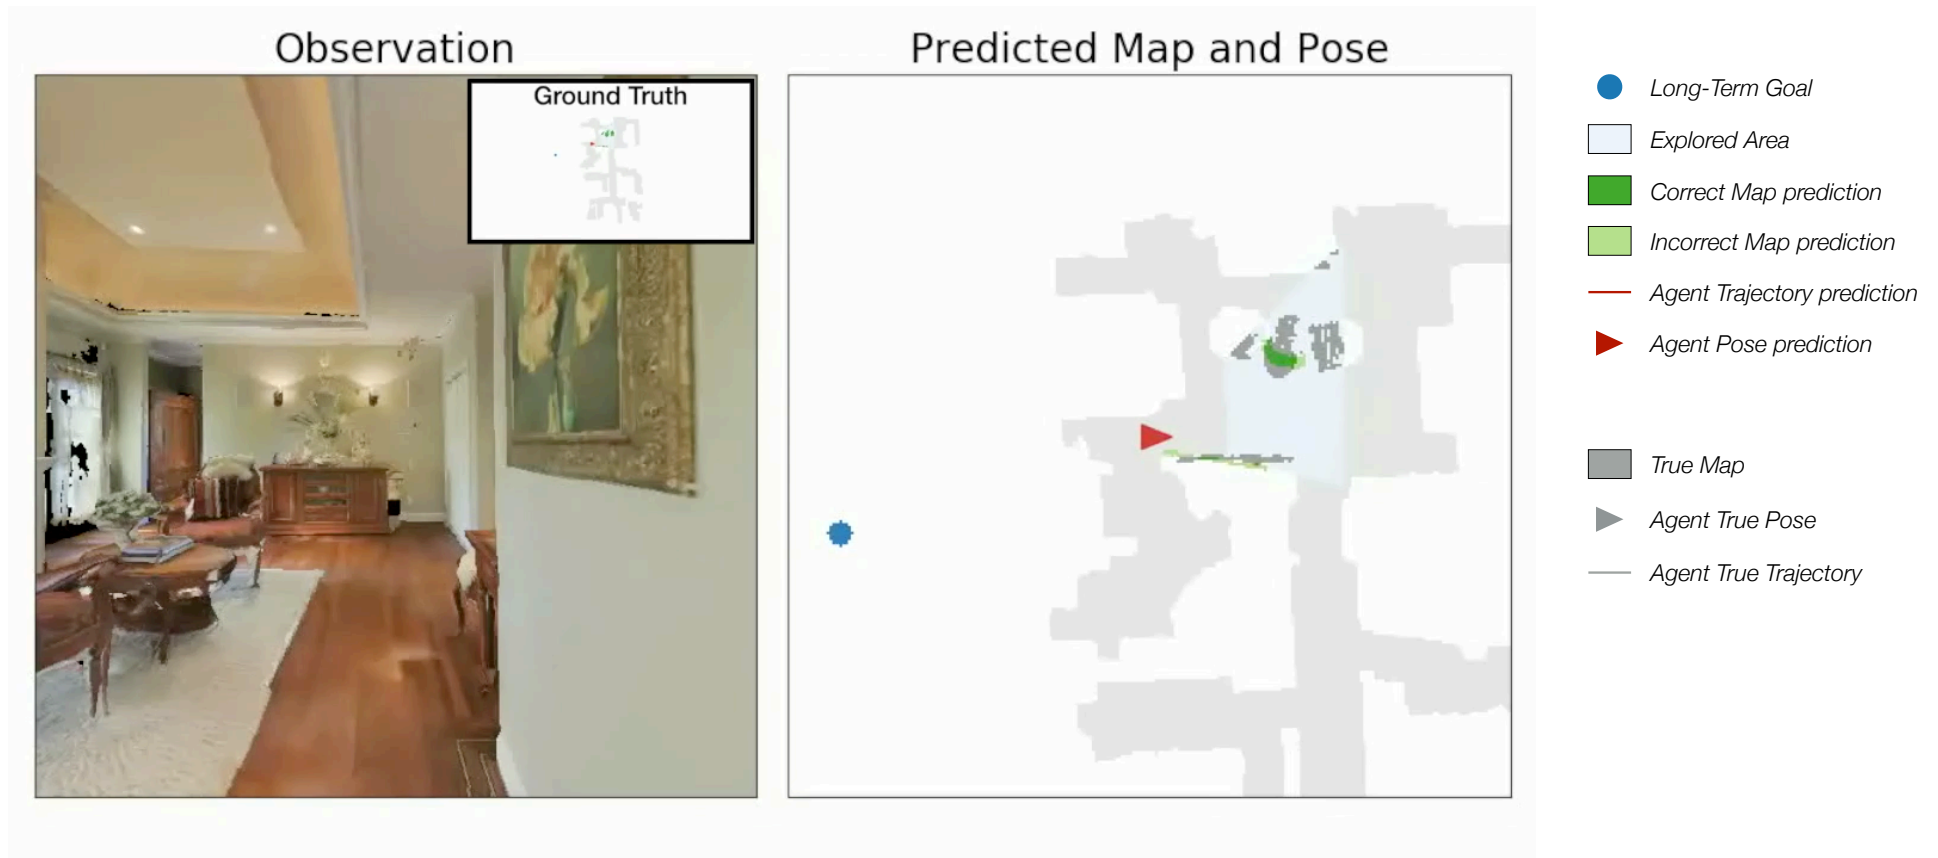 Observation
Ground Truth
Predicted Map and Pose
Long-Term Goal
Explored Area
Correct Map prediction
Incorrect Map prediction
Agent Trajectory prediction
Agent Pose prediction
True Map
Agent True Pose
Agent True Trajectory